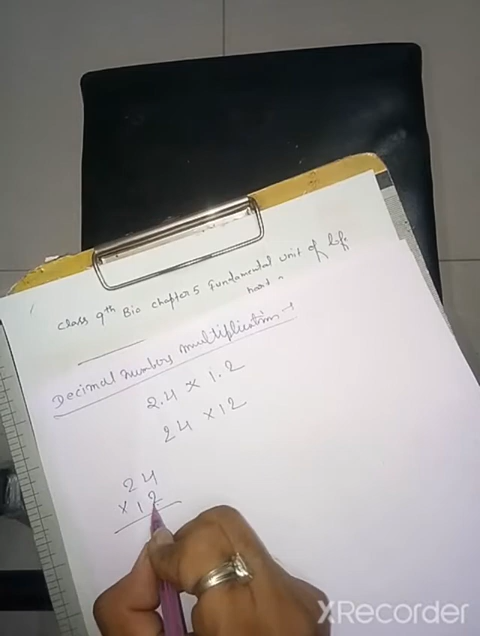 Class 9th Bio chapter 5 Fundamental unit of life
Decimal numbers multiplication
2.4 × 1.2
24 × 12
24
× 12
XRecorder